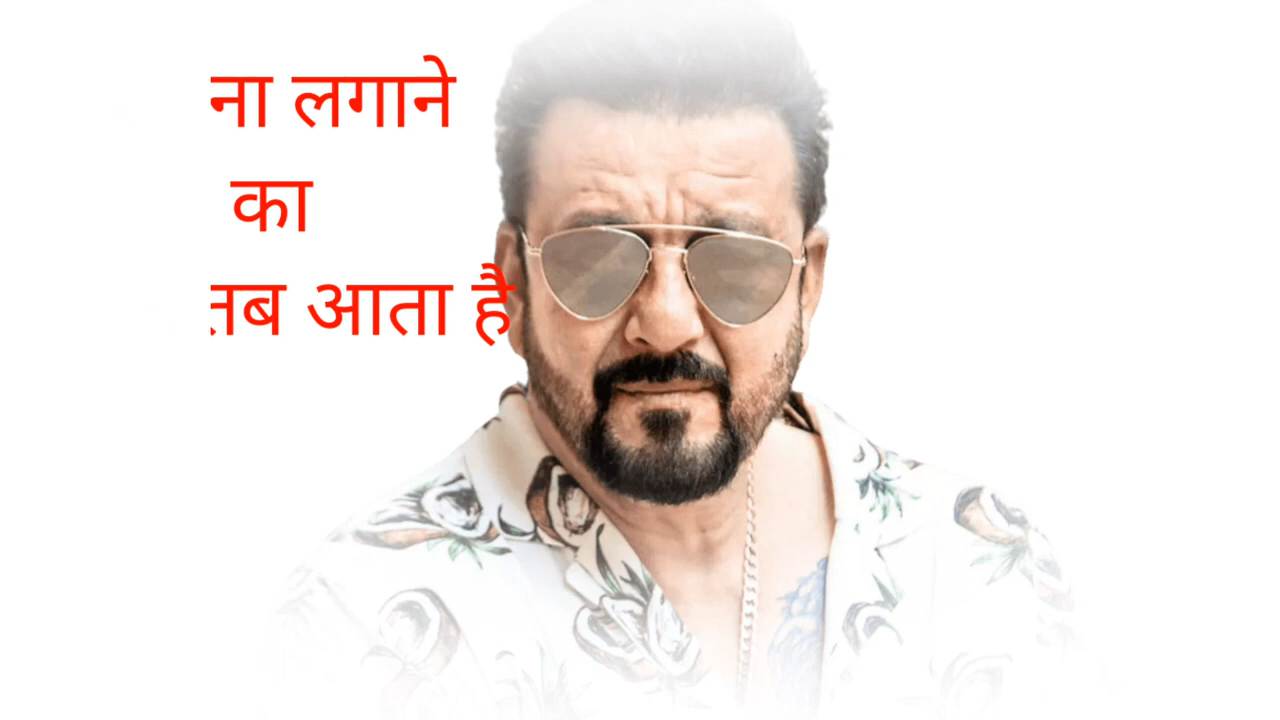 ना लगाने
का
तब आता है